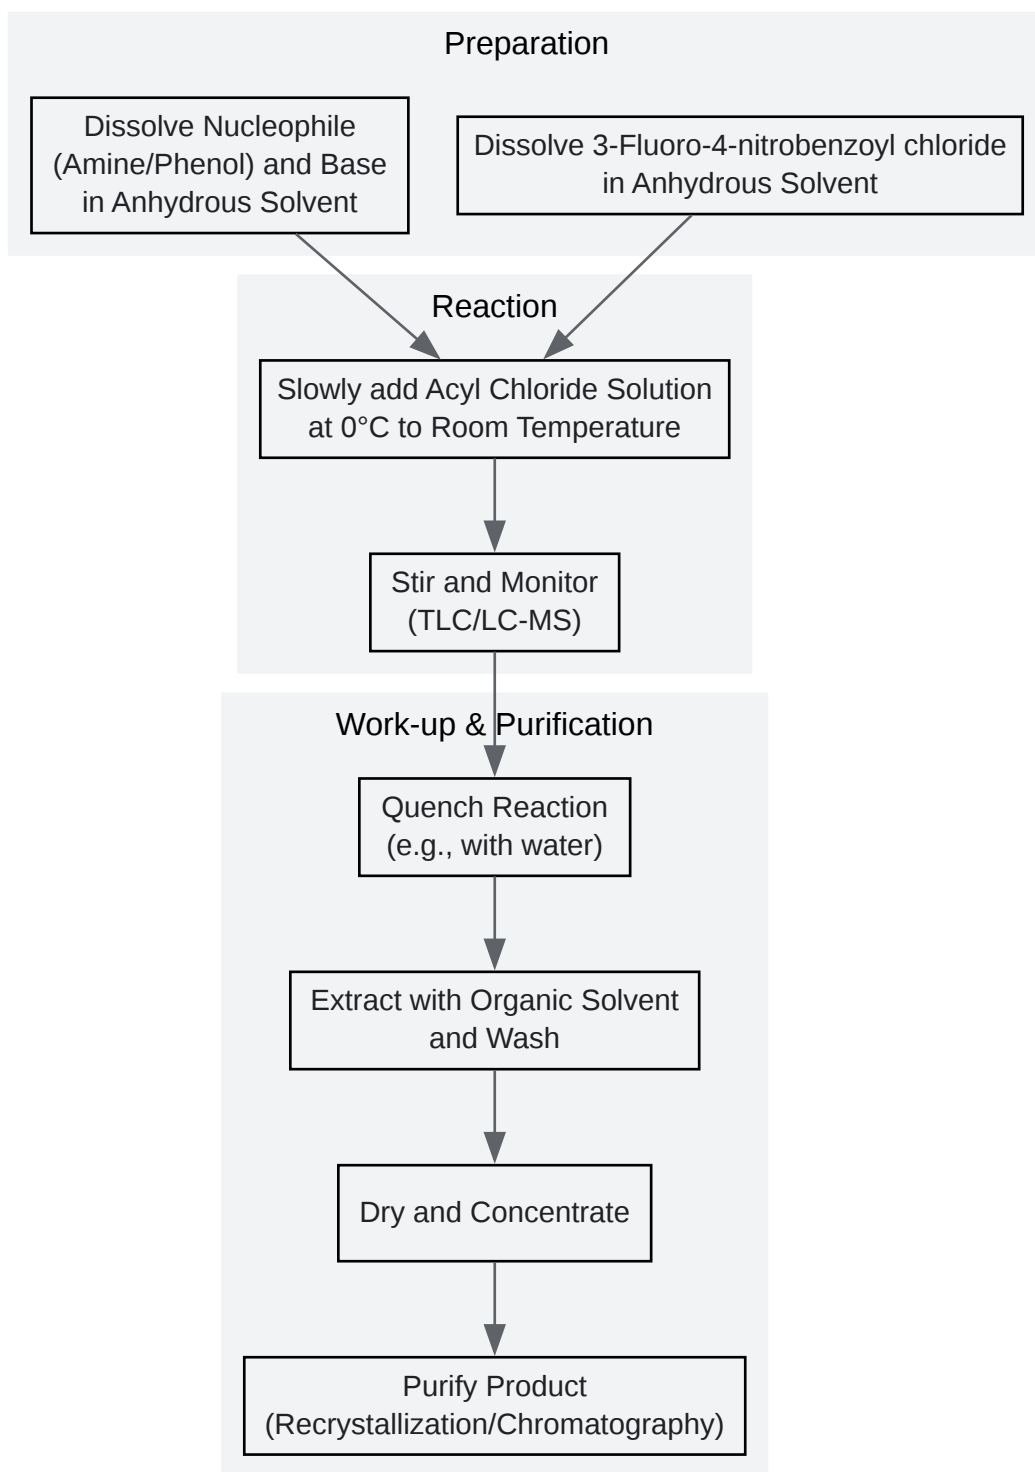 Preparation
Dissolve Nucleophile
(Amine/Phenol) and Base
in Anhydrous Solvent
Dissolve 3-Fluoro-4-nitrobenzoyl chloride
in Anhydrous Solvent
Reaction
Slowly add Acyl Chloride Solution
at 0°C to Room Temperature
Stir and Monitor
(TLC/LC-MS)
Work-up & Purification
Quench Reaction
(e.g., with water)
Extract with Organic Solvent
and Wash
Dry and Concentrate
Purify Product
(Recrystallization/Chromatography)